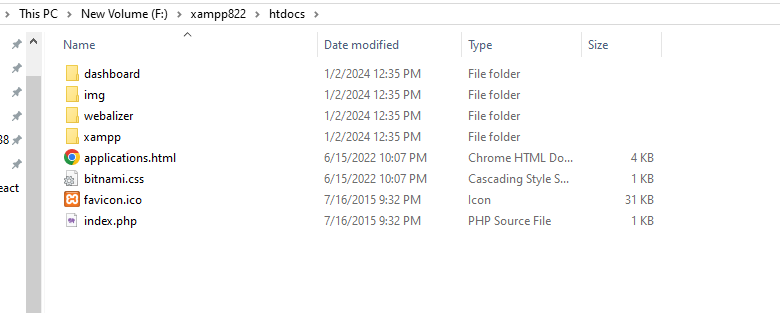 This PC > New Volume (F:) > xampp822 > htdocs
Name Date modified Type Size
dashboard 1/2/2024 12:35 PM File folder
img 1/2/2024 12:35 PM File folder
webalizer 1/2/2024 12:35 PM File folder
38 xampp 1/2/2024 12:35 PM File folder
applications.html 6/15/2022 10:07 PM Chrome HTML Do... 4 KB
eact bitnami.css 6/15/2022 10:07 PM Cascading Style S... 1 KB
favicon.ico 7/16/2015 9:32 PM Icon 31 KB
index.php 7/16/2015 9:32 PM PHP Source File 1 KB